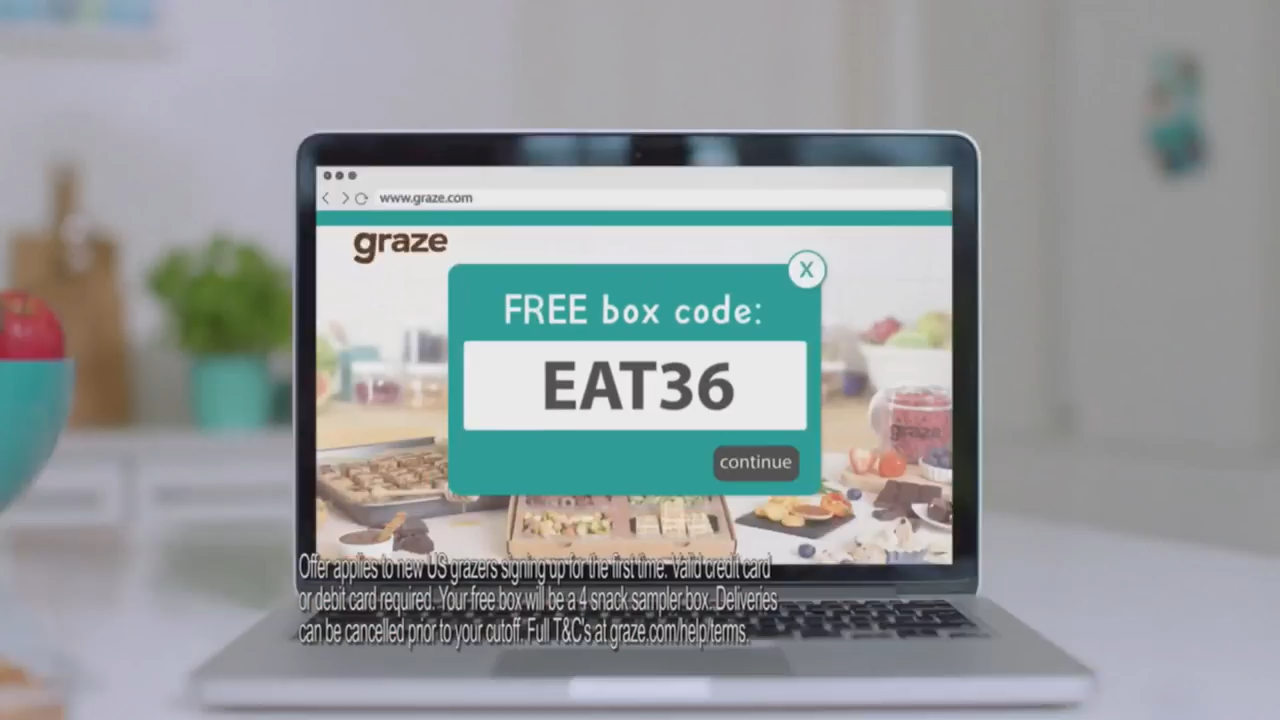 www.graze.com
graze
X
FREE box code:
EAT36
continue
graze
Offer applies to new US grazers signing up for the first time. Valid credit card
or debit card required. Your free box will be a 4 snack sampler box. Deliveries
can be cancelled prior to your cutoff. Full T&C's at graze.com/help/terms.